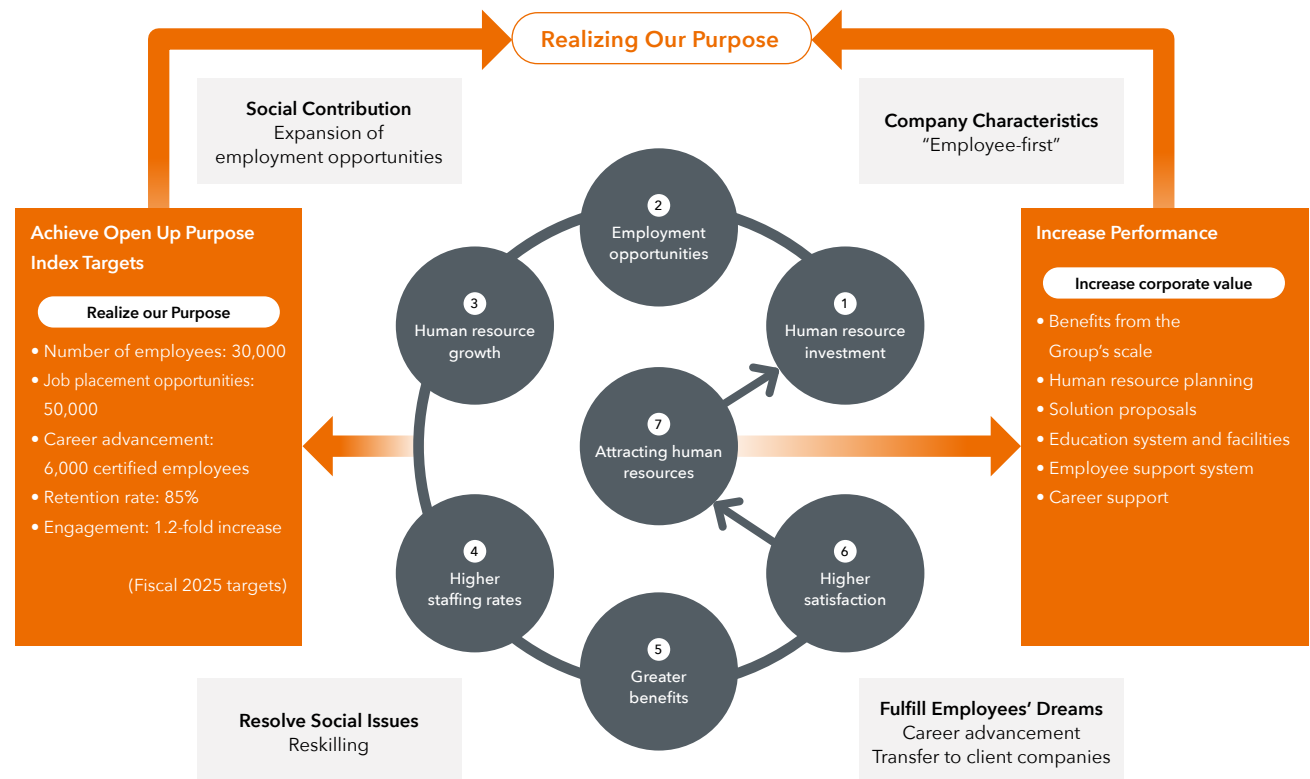 Realizing Our Purpose
Social Contribution
Expansion of
employment opportunities
Company Characteristics
“Employee-first”
Achieve Open Up Purpose
Index Targets
Realize our Purpose
• Number of employees: 30,000
• Job placement opportunities:
50,000
• Career advancement:
6,000 certified employees
• Retention rate: 85%
• Engagement: 1.2-fold increase
(Fiscal 2025 targets)
1
Human resource
investment
2
Employment
opportunities
3
Human resource
growth
4
Higher
staffing rates
5
Greater
benefits
6
Higher
satisfaction
7
Attracting human
resources
Increase Performance
Increase corporate value
• Benefits from the
Group’s scale
• Human resource planning
• Solution proposals
• Education system and facilities
• Employee support system
• Career support
Resolve Social Issues
Reskilling
Fulfill Employees’ Dreams
Career advancement
Transfer to client companies